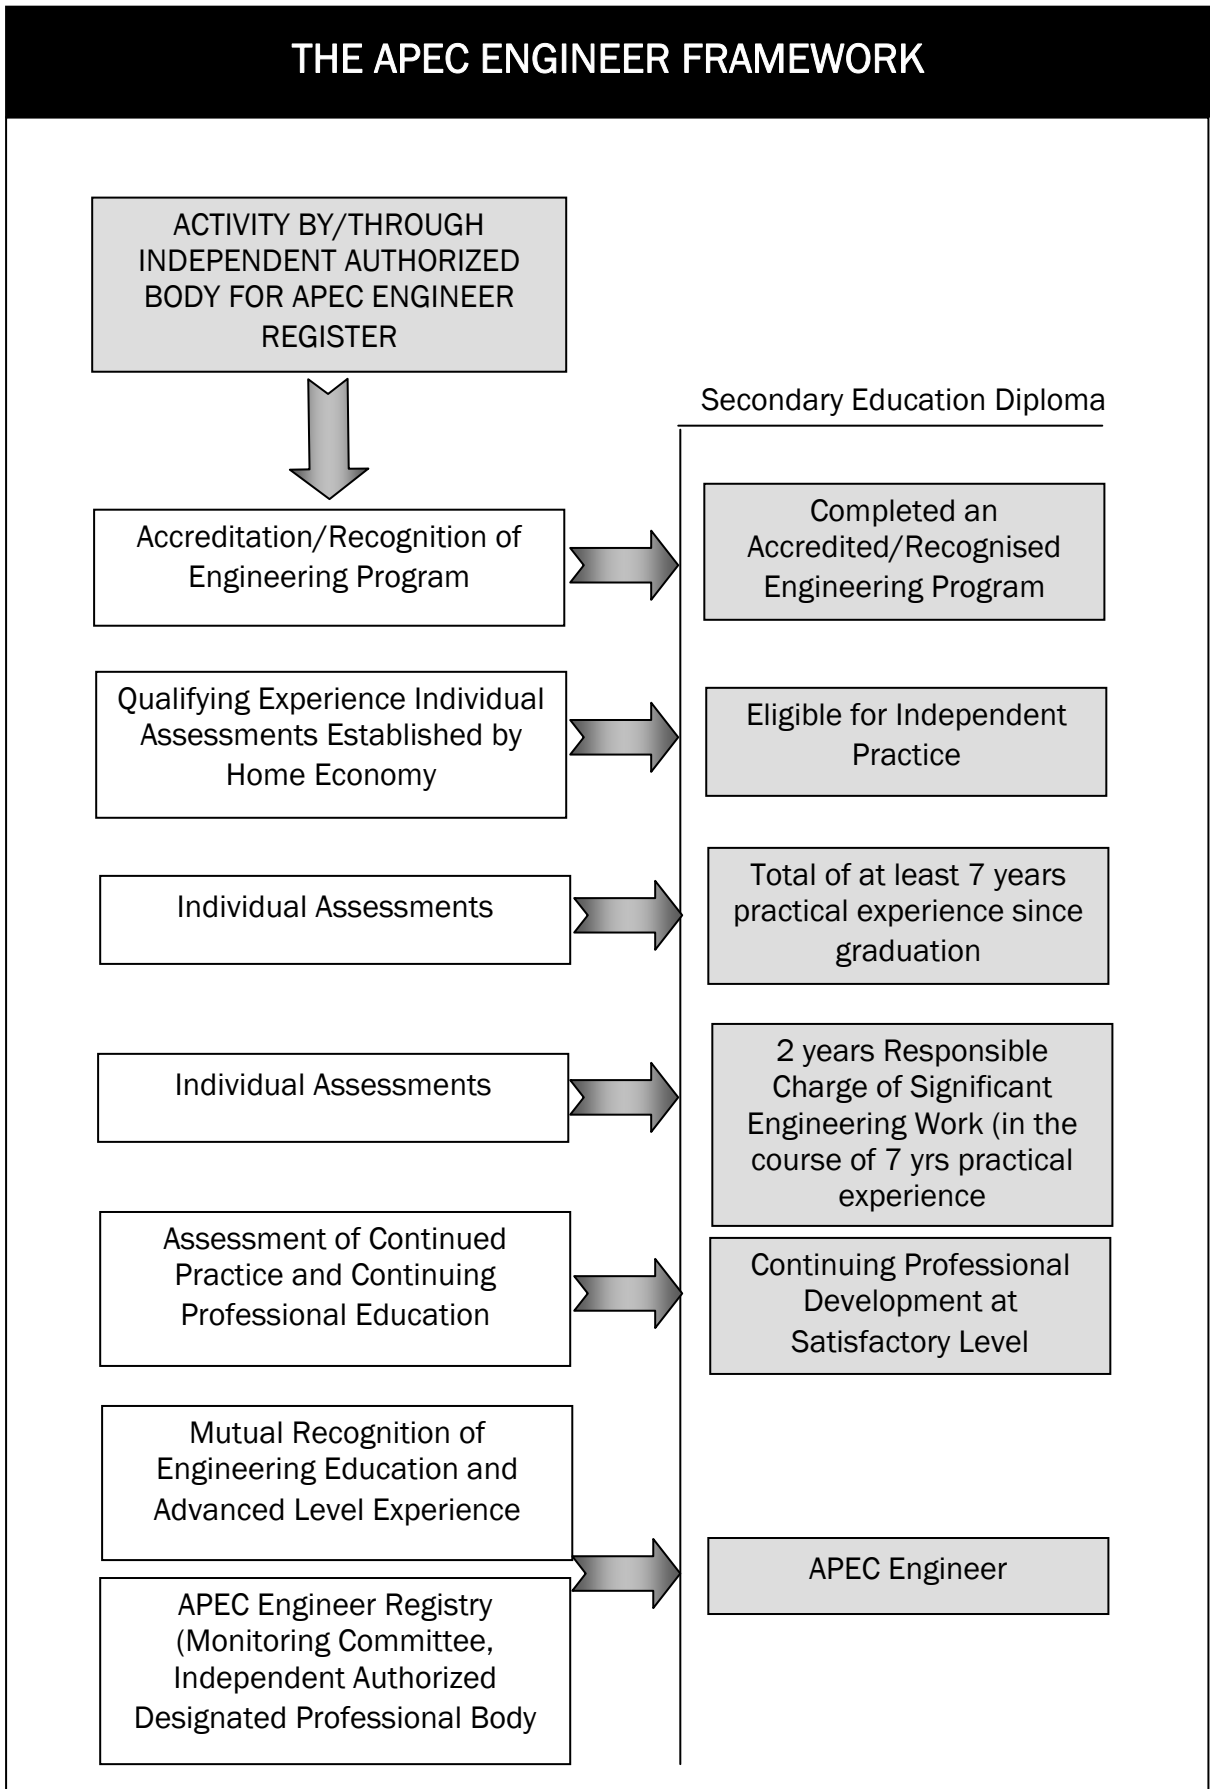 THE APEC ENGINEER FRAMEWORK
ACTIVITY BY/THROUGH
INDEPENDENT AUTHORIZED
BODY FOR APEC ENGINEER
REGISTER
Secondary Education Diploma
Accreditation/Recognition of
Engineering Program
Completed an
Accredited/Recognised
Engineering Program
Qualifying Experience Individual
Assessments Established by
Home Economy
Eligible for Independent
Practice
Individual Assessments
Total of at least 7 years
practical experience since
graduation
Individual Assessments
2 years Responsible
Charge of Significant
Engineering Work (in the
course of 7 yrs practical
experience
Assessment of Continued
Practice and Continuing
Professional Education
Continuing Professional
Development at
Satisfactory Level
Mutual Recognition of
Engineering Education and
Advanced Level Experience
APEC Engineer Registry
(Monitoring Committee,
Independent Authorized
Designated Professional Body
APEC Engineer